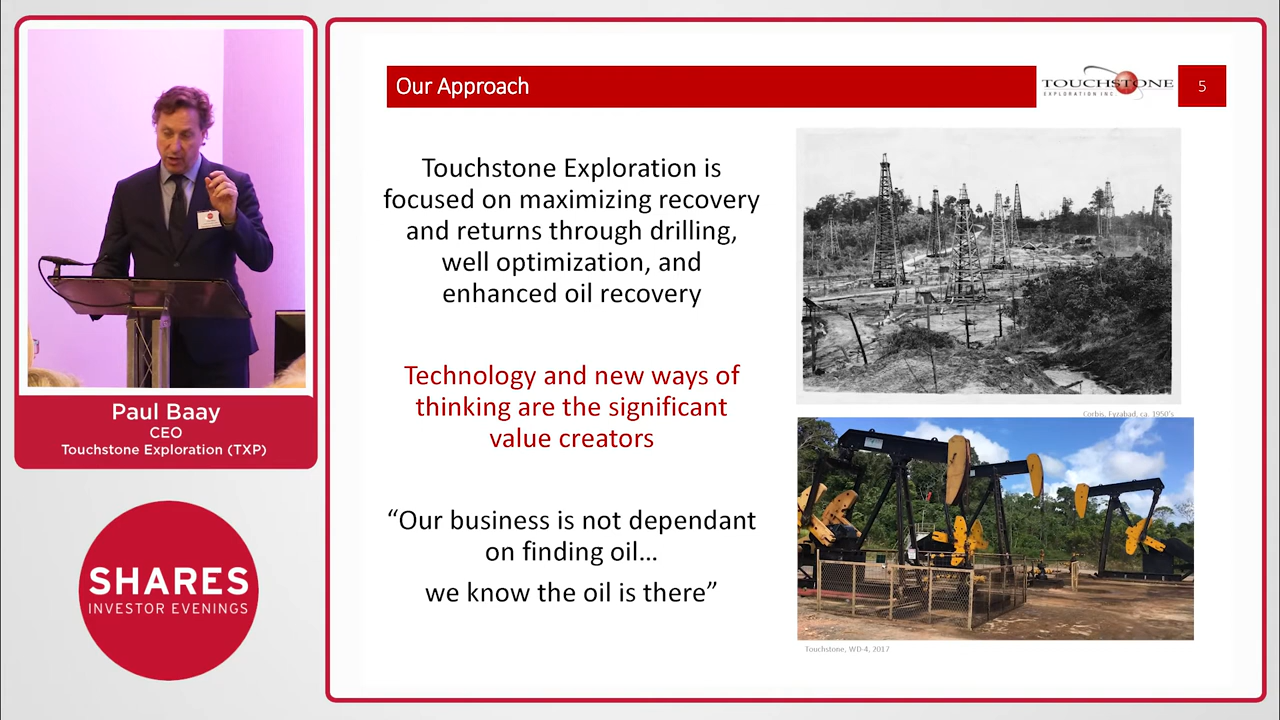 Our Approach
TOUCHSTONE
EXPLORATION INC.
5
Touchstone Exploration is
focused on maximizing recovery
and returns through drilling,
well optimization, and
enhanced oil recovery
Technology and new ways of
thinking are the significant
value creators
“Our business is not dependant
on finding oil...
we know the oil is there”
Corbis, Fyzabad, ca. 1950's
Touchstone, WD-4, 2017
Paul Baay
CEO
Touchstone Exploration (TXP)
SHARES
INVESTOR EVENINGS